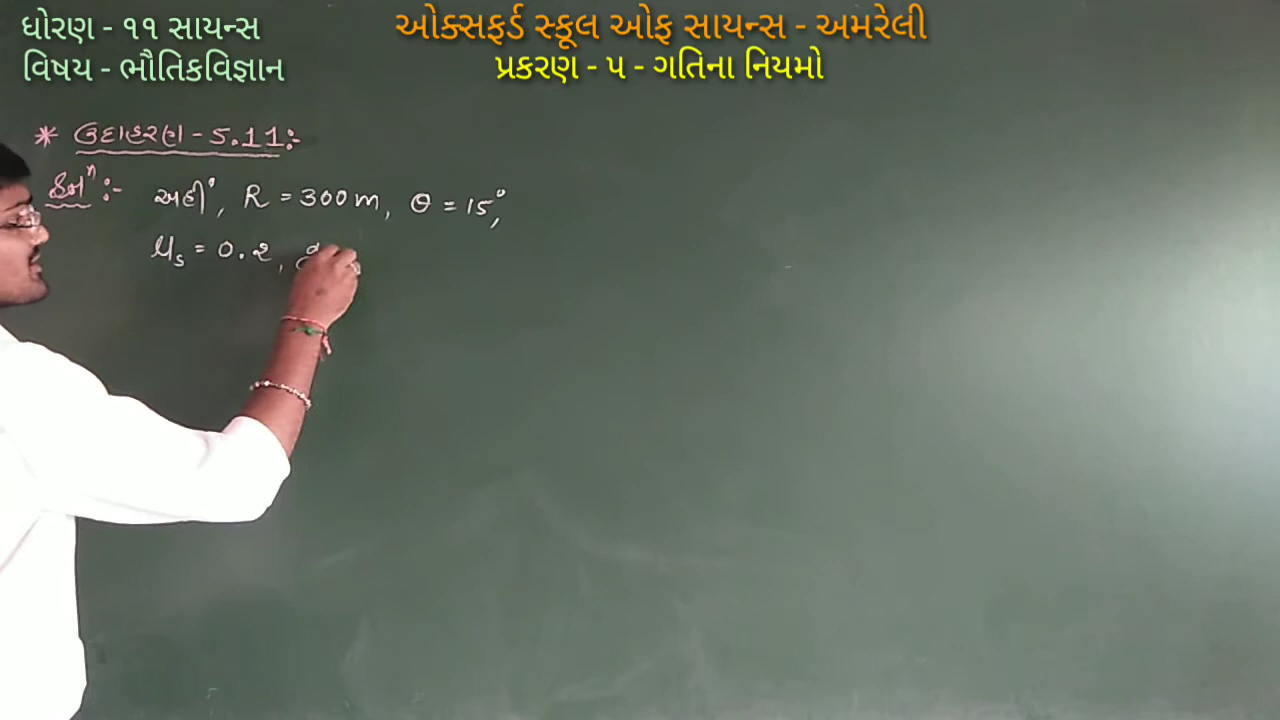 ધોરણ - ૧૧ સાયન્સ
ઓક્સફર્ડ સ્કૂલ ઓફ સાયન્સ - અમરેલી
વિષય - ભૌતિકવિજ્ઞાન
પ્રકરણ - ૫ - ગતિના નિયમો
* ઉદાહરણ - 5.11 :-
અહીં, R = 300 m, θ = 15°,
μs = 0.2, g